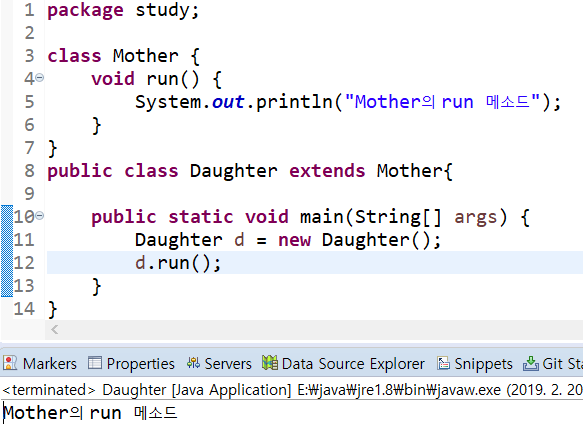 1 package study;
2
3 class Mother {
4 void run() {
5 System.out.println("Mother의 run 메소드");
6 }
7 }
8 public class Daughter extends Mother{
9
10 public static void main(String[] args) {
11 Daughter d = new Daughter();
12 d.run();
13 }
14 }
Markers Properties Servers Data Source Explorer Snippets Git Sta
<terminated> Daughter [Java Application] E:₩java₩jre1.8₩bin₩javaw.exe (2019. 2. 20
Mother의 run 메소드